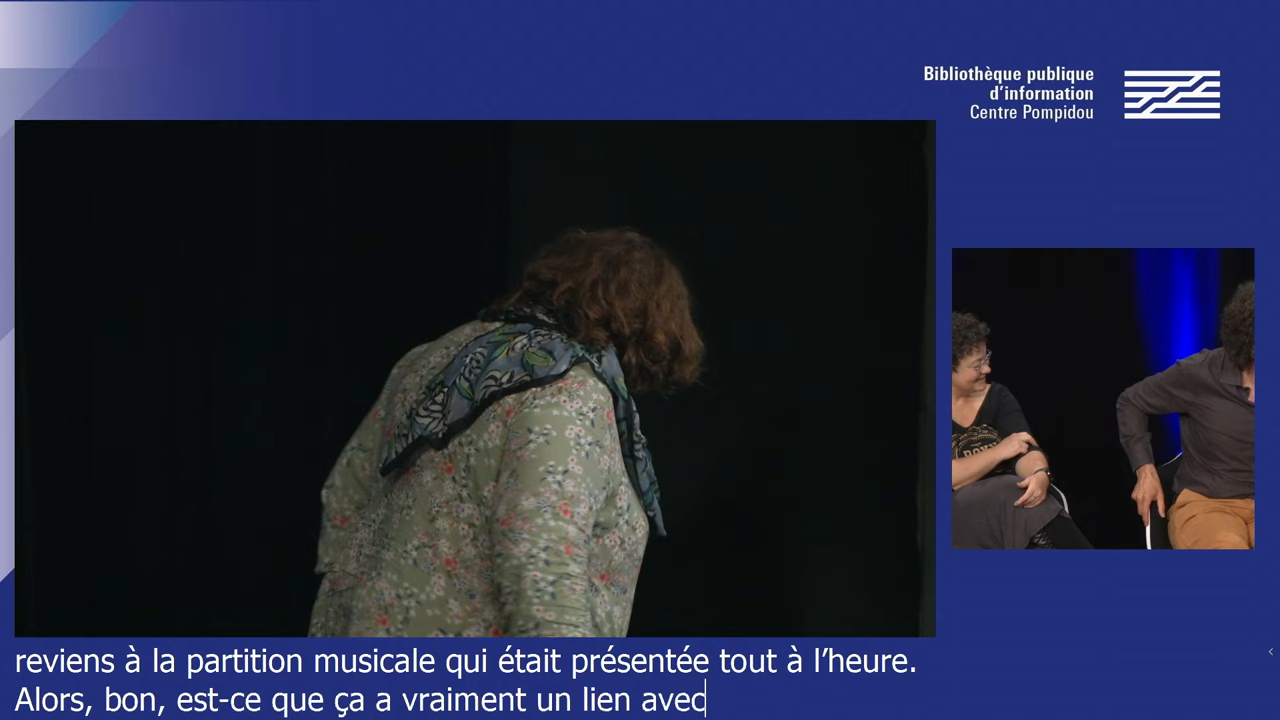 Bibliothèque publique
d’information
Centre Pompidou
reviens à la partition musicale qui était présentée tout à l’heure.
Alors, bon, est-ce que ça a vraiment un lien avec